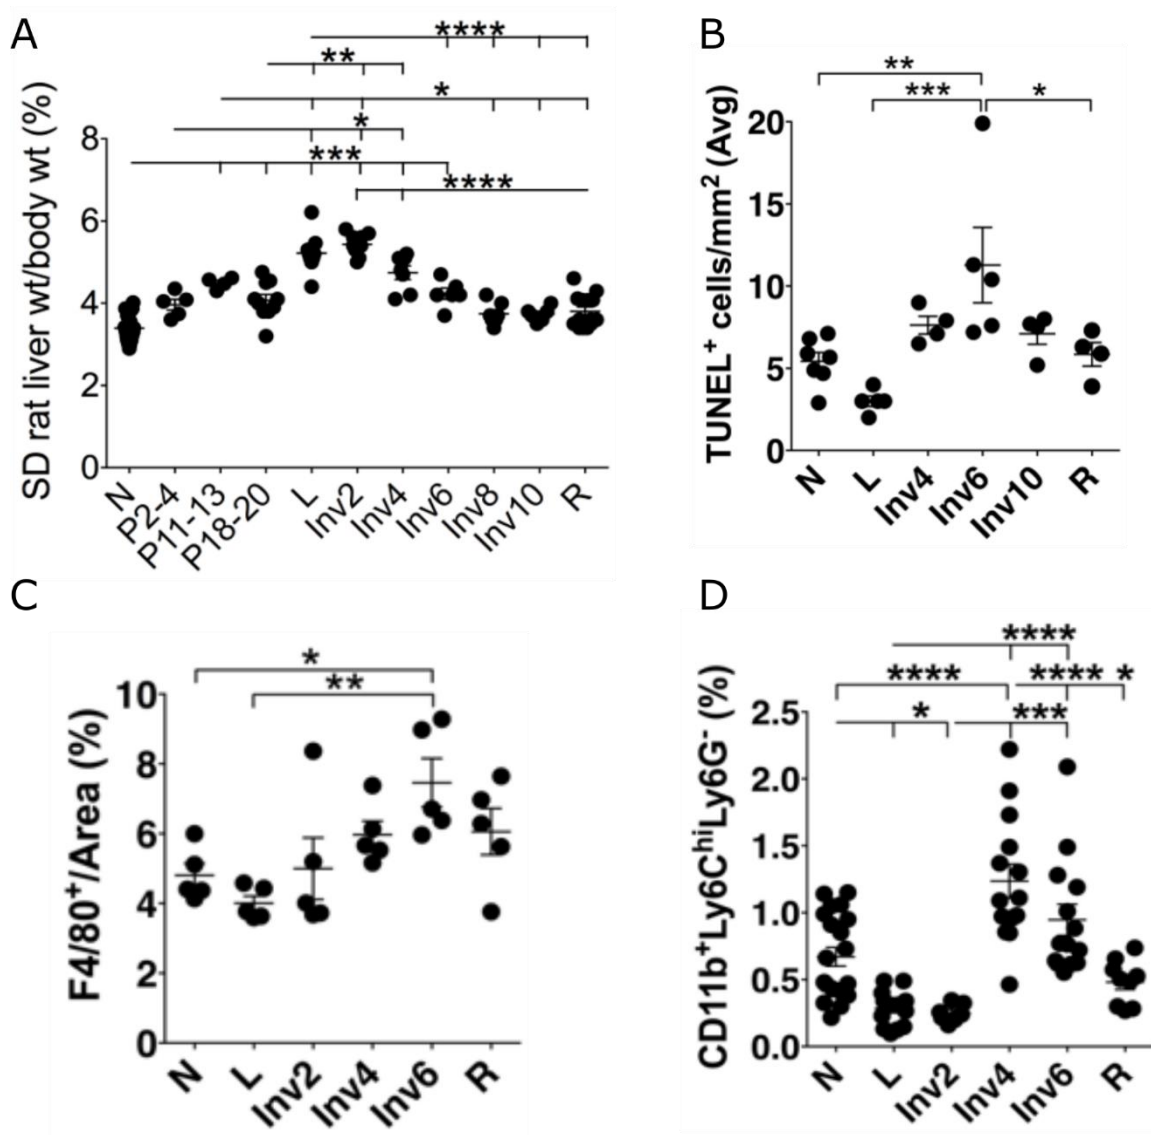 A
SD rat liver wt/body wt (%)
****
**
*
*
***
****
8
6
4
2
0
N P2-4 P11-13 P18-20 L Inv2 Inv4 Inv6 Inv8 Inv10 R
B
TUNEL+ cells/mm2 (Avg)
**
*** *
20
15
10
5
0
N L Inv4 Inv6 Inv10 R
C
F4/80+/Area (%)
*
**
10
8
6
4
2
0
N L Inv2 Inv4 Inv6 R
D
CD11b+Ly6ChiLy6G- (%)
****
**** **** *
* ***
2.5
2.0
1.5
1.0
0.5
0.0
N L Inv2 Inv4 Inv6 R